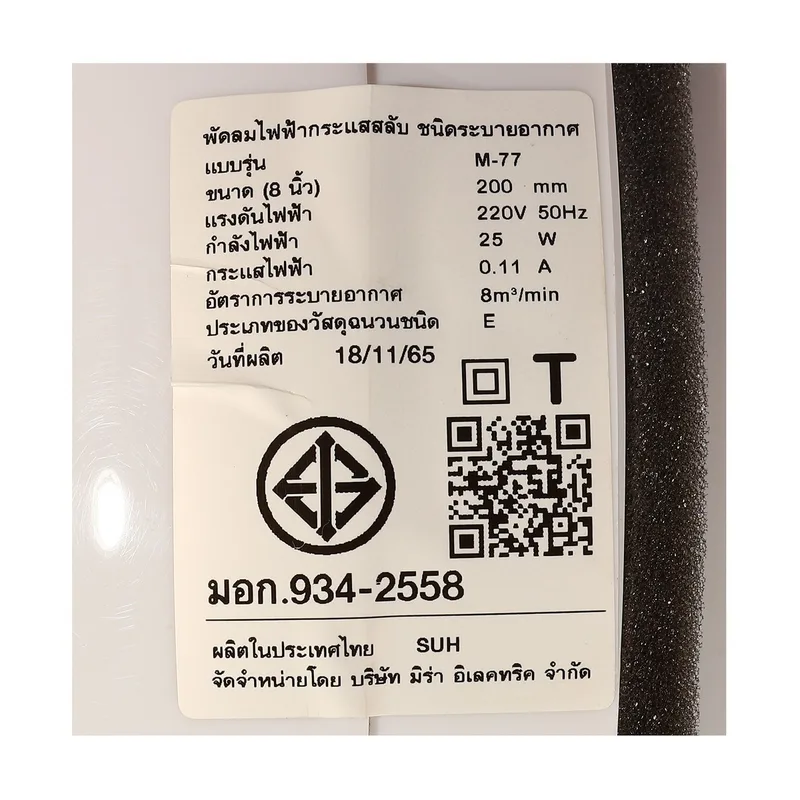 พัดลมไฟฟ้ากระแสสลับ ชนิดระบายอากาศ
แบบรุ่น M-77
ขนาด (8 นิ้ว) 200 mm
แรงดันไฟฟ้า 220V 50Hz
กำลังไฟฟ้า 25 W
กระแสไฟฟ้า 0.11 A
อัตราการระบายอากาศ 8m³/min
ประเภทของวัสดุฉนวนชนิด E
วันที่ผลิต 18/11/65
T
มอก.934-2558
ผลิตในประเทศไทย SUH
จัดจำหน่ายโดย บริษัท มิร่า อิเลคทริค จำกัด